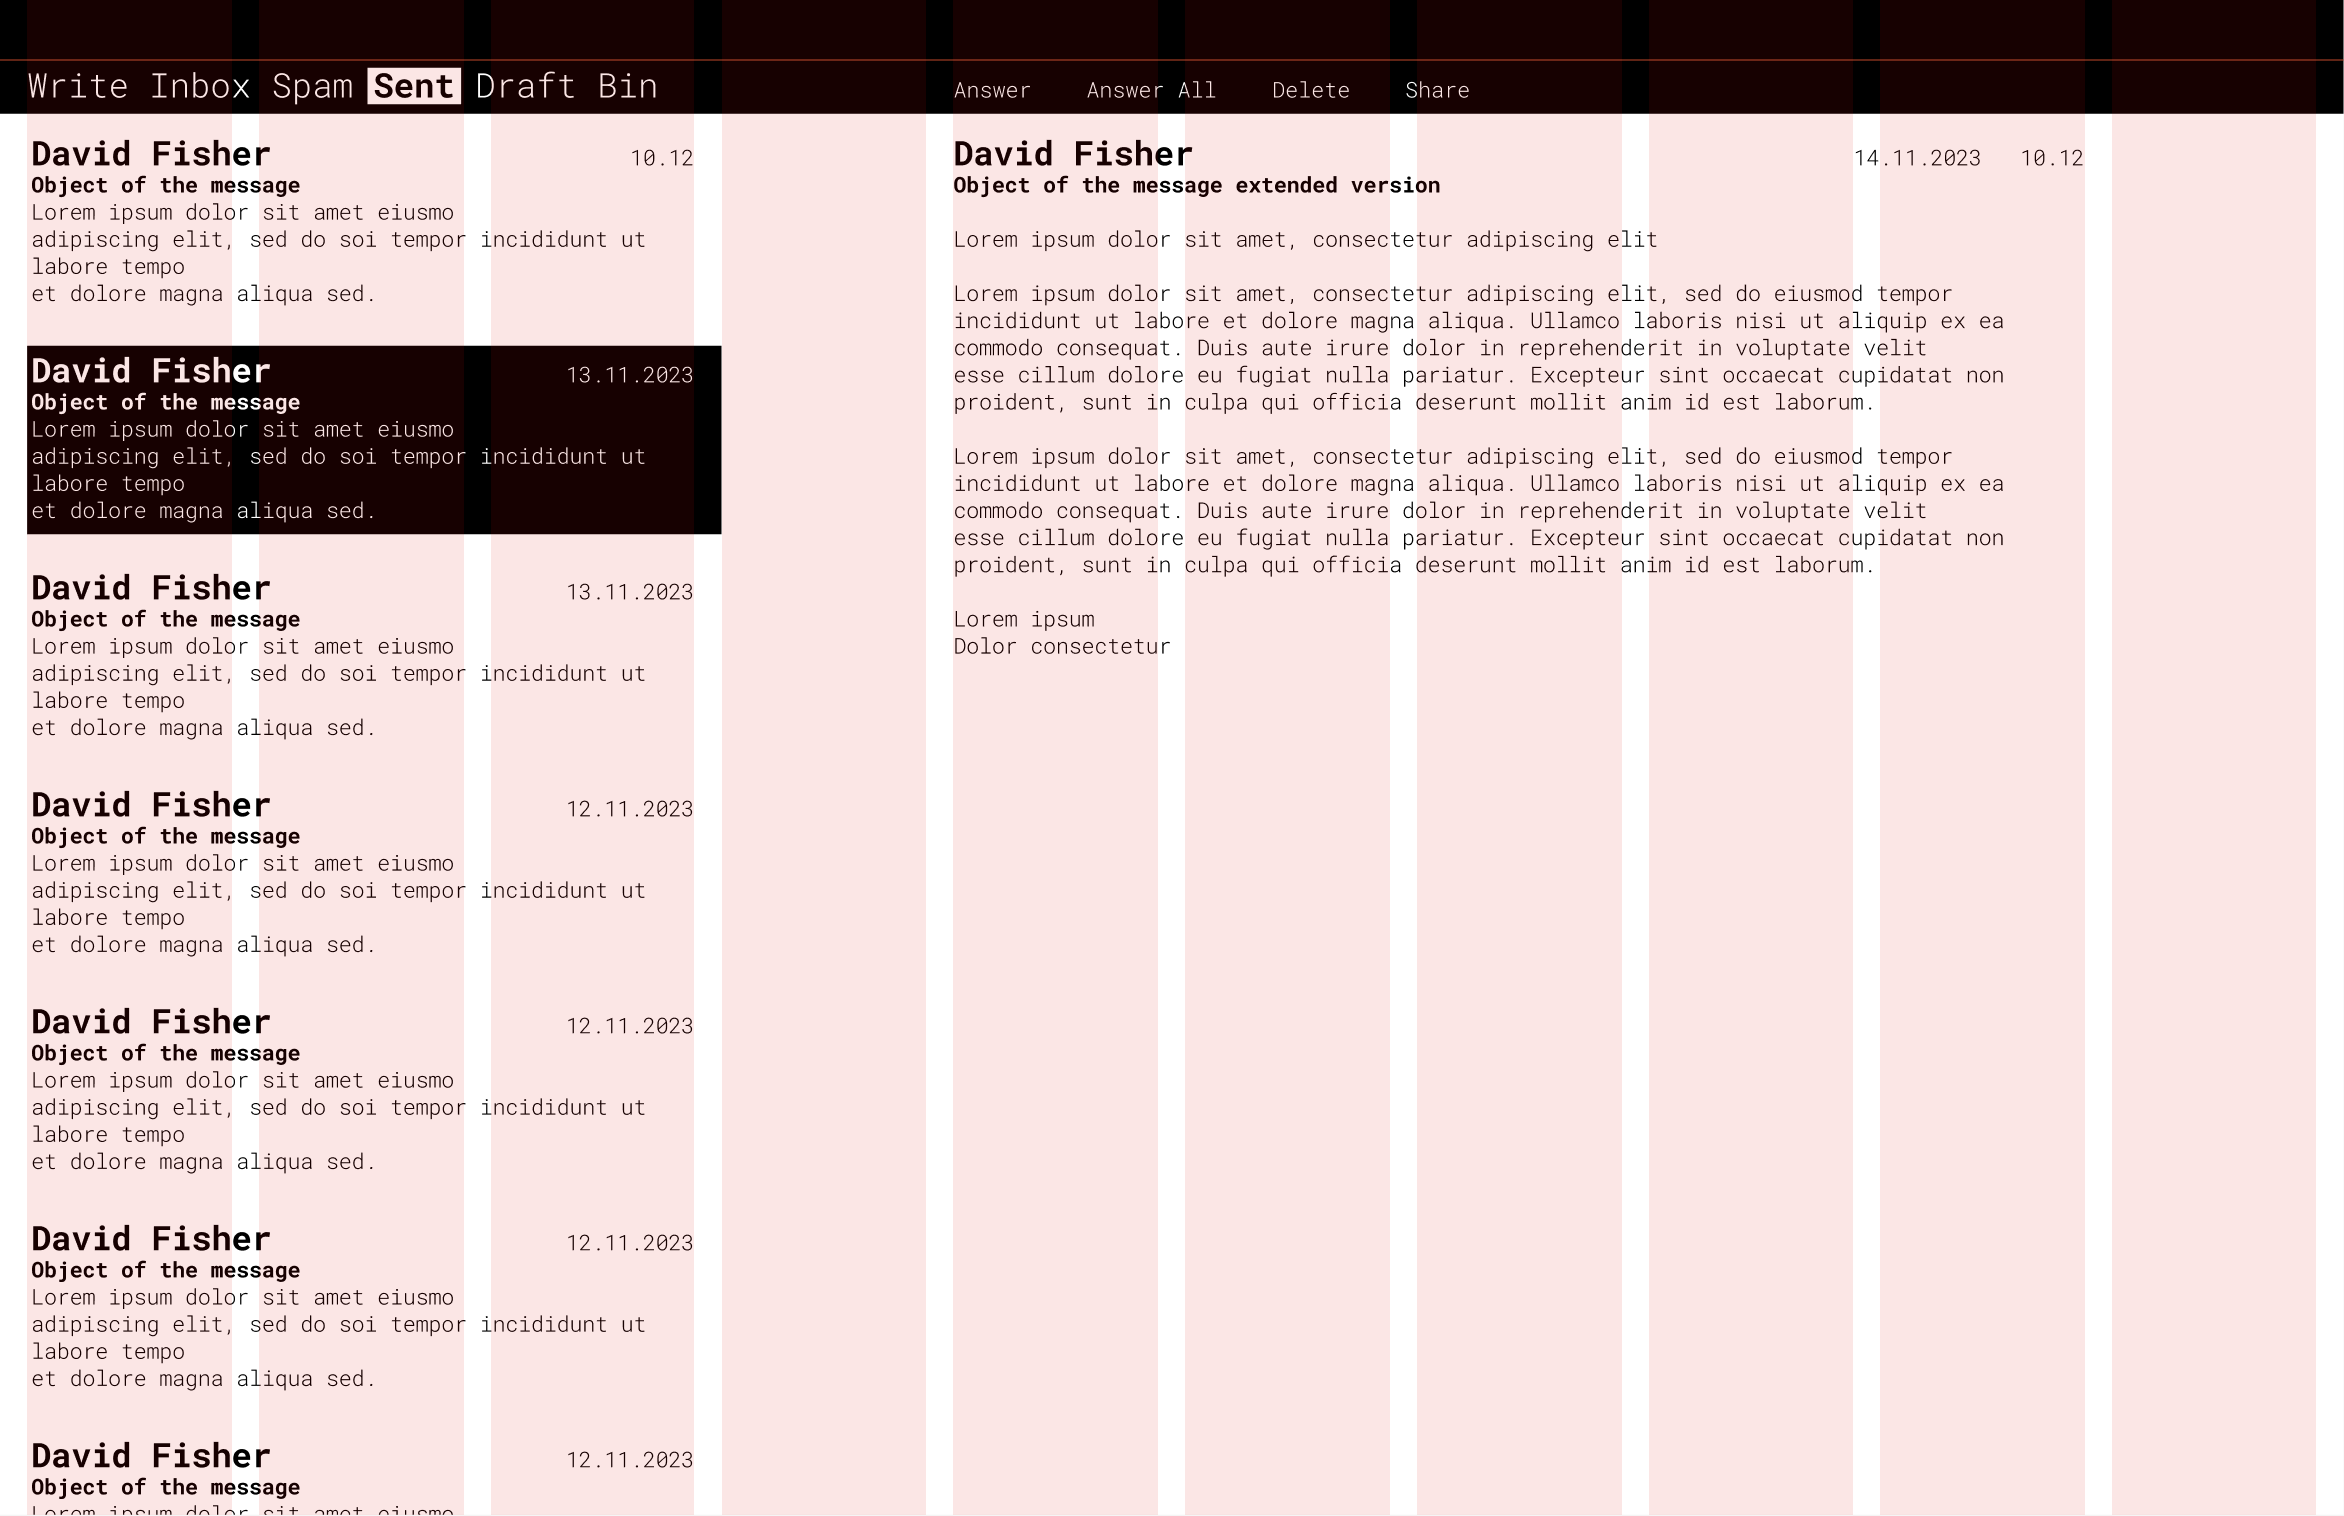 Write Inbox Spam Sent Draft Bin
Answer Answer All Delete Share
David Fisher 10.12
Object of the message
Lorem ipsum dolor sit amet eiusmo
adipiscing elit, sed do soi tempor incididunt ut
labore tempo
et dolore magna aliqua sed.
David Fisher 13.11.2023
Object of the message
Lorem ipsum dolor sit amet eiusmo
adipiscing elit, sed do soi tempor incididunt ut
labore tempo
et dolore magna aliqua sed.
David Fisher 13.11.2023
Object of the message
Lorem ipsum dolor sit amet eiusmo
adipiscing elit, sed do soi tempor incididunt ut
labore tempo
et dolore magna aliqua sed.
David Fisher 12.11.2023
Object of the message
Lorem ipsum dolor sit amet eiusmo
adipiscing elit, sed do soi tempor incididunt ut
labore tempo
et dolore magna aliqua sed.
David Fisher 12.11.2023
Object of the message
Lorem ipsum dolor sit amet eiusmo
adipiscing elit, sed do soi tempor incididunt ut
labore tempo
et dolore magna aliqua sed.
David Fisher 12.11.2023
Object of the message
Lorem ipsum dolor sit amet eiusmo
adipiscing elit, sed do soi tempor incididunt ut
labore tempo
et dolore magna aliqua sed.
David Fisher 12.11.2023
Object of the message
Lorem ipsum dolor sit amet eiusmo
David Fisher 14.11.2023 10.12
Object of the message extended version
Lorem ipsum dolor sit amet, consectetur adipiscing elit
Lorem ipsum dolor sit amet, consectetur adipiscing elit, sed do eiusmod tempor
incididunt ut labore et dolore magna aliqua. Ullamco laboris nisi ut aliquip ex ea
commodo consequat. Duis aute irure dolor in reprehenderit in voluptate velit
esse cillum dolore eu fugiat nulla pariatur. Excepteur sint occaecat cupidatat non
proident, sunt in culpa qui officia deserunt mollit anim id est laborum.
Lorem ipsum dolor sit amet, consectetur adipiscing elit, sed do eiusmod tempor
incididunt ut labore et dolore magna aliqua. Ullamco laboris nisi ut aliquip ex ea
commodo consequat. Duis aute irure dolor in reprehenderit in voluptate velit
esse cillum dolore eu fugiat nulla pariatur. Excepteur sint occaecat cupidatat non
proident, sunt in culpa qui officia deserunt mollit anim id est laborum.
Lorem ipsum
Dolor consectetur